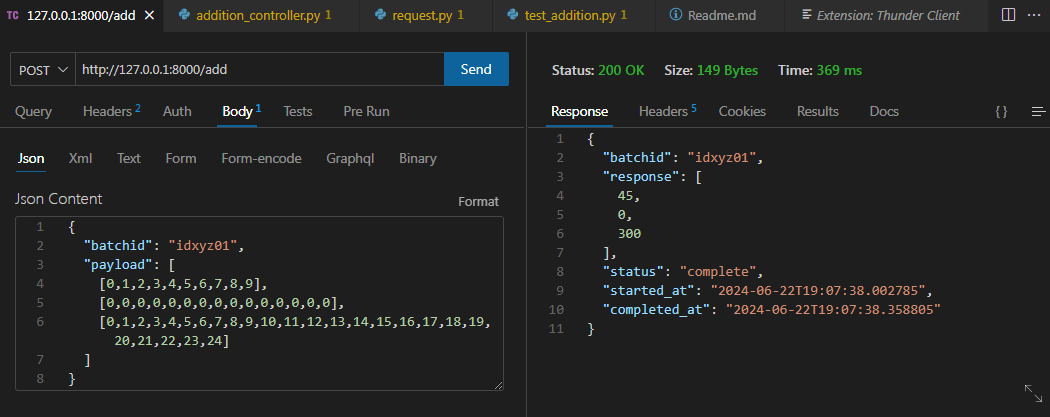 TC 127.0.0.1:8000/add × addition_controller.py 1 request.py 1 test_addition.py 1 Readme.md Extension: Thunder Client
POST http://127.0.0.1:8000/add Send
Query Headers 2 Auth Body 1 Tests Pre Run
Json Xml Text Form Form-encode Graphql Binary
Json Content Format
1 {
2 "batchid": "idxyz01",
3 "payload": [
4 [0,1,2,3,4,5,6,7,8,9],
5 [0,0,0,0,0,0,0,0,0,0,0,0,0,0,0],
6 [0,1,2,3,4,5,6,7,8,9,10,11,12,13,14,15,16,17,18,19,
20,21,22,23,24]
7 ]
8 }
Status: 200 OK Size: 149 Bytes Time: 369 ms
Response Headers 5 Cookies Results Docs {}
1 {
2 "batchid": "idxyz01",
3 "response": [
4 45,
5 0,
6 300
7 ],
8 "status": "complete",
9 "started_at": "2024-06-22T19:07:38.002785",
10 "completed_at": "2024-06-22T19:07:38.358805"
11 }